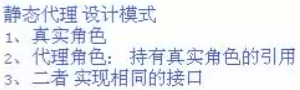 静态代理 设计模式
1、真实角色
2、代理角色： 持有真实角色的引用
3、二者 实现相同的接口